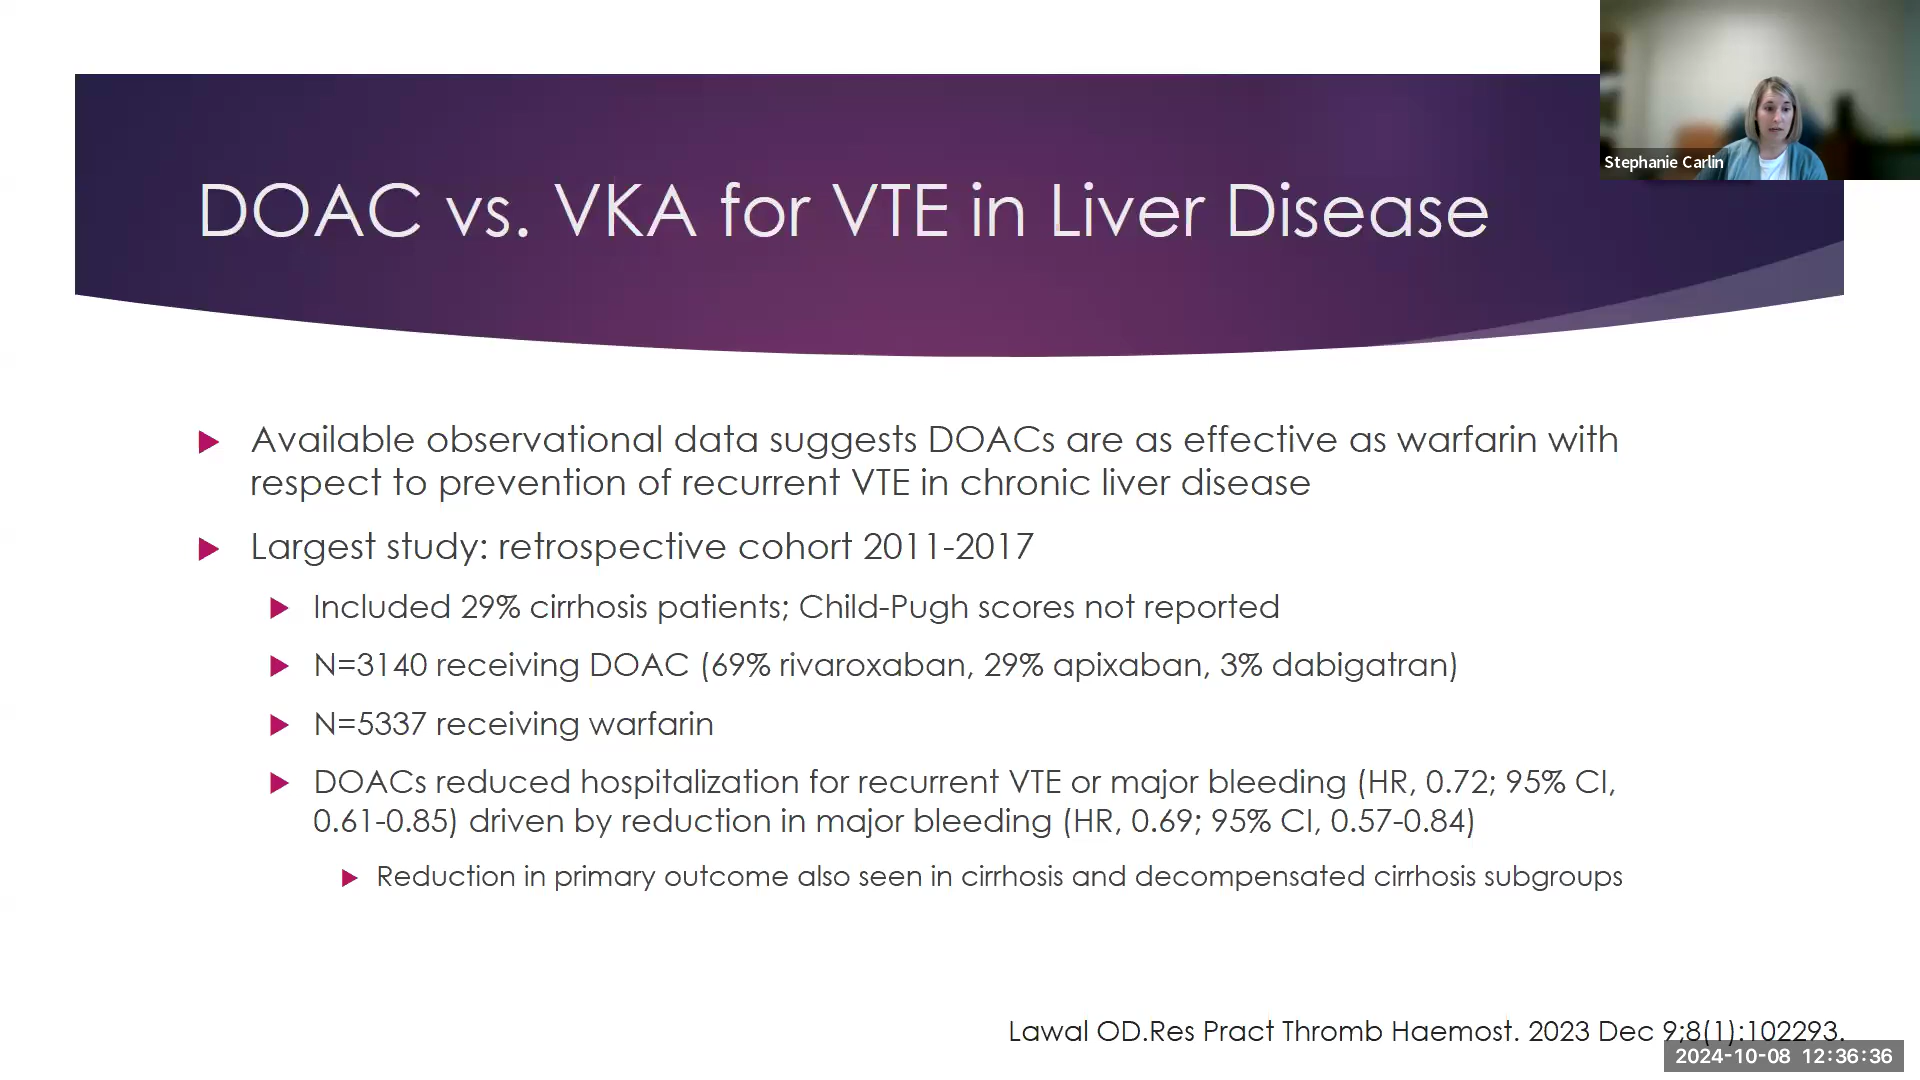 Stephanie Carlin
DOAC vs. VKA for VTE in Liver Disease
Available observational data suggests DOACs are as effective as warfarin with
respect to prevention of recurrent VTE in chronic liver disease
Largest study: retrospective cohort 2011-2017
Included 29% cirrhosis patients; Child-Pugh scores not reported
N=3140 receiving DOAC (69% rivaroxaban, 29% apixaban, 3% dabigatran)
N=5337 receiving warfarin
DOACs reduced hospitalization for recurrent VTE or major bleeding (HR, 0.72; 95% CI,
0.61-0.85) driven by reduction in major bleeding (HR, 0.69; 95% CI, 0.57-0.84)
Reduction in primary outcome also seen in cirrhosis and decompensated cirrhosis subgroups
Lawal OD.Res Pract Thromb Haemost. 2023 Dec 9;8(1):102293.
2024-10-08 12:36:36